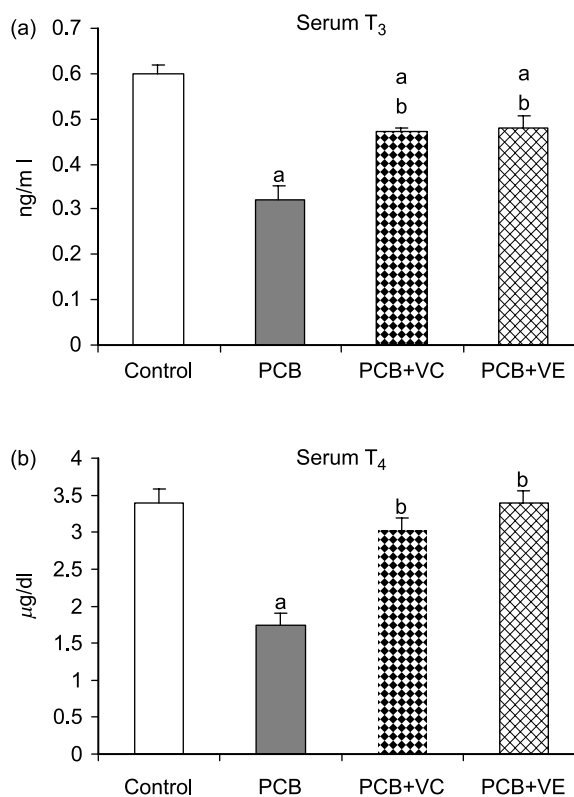 (a) Serum T3
0.7
0.6
0.5
0.4
0.3
0.2
0.1
0
ng/m l
a
a
b
a
b
Control PCB PCB+VC PCB+VE
(b) Serum T4
4
3.5
3
2.5
2
1.5
1
0.5
0
µg/dl
a
b
b
Control PCB PCB+VC PCB+VE